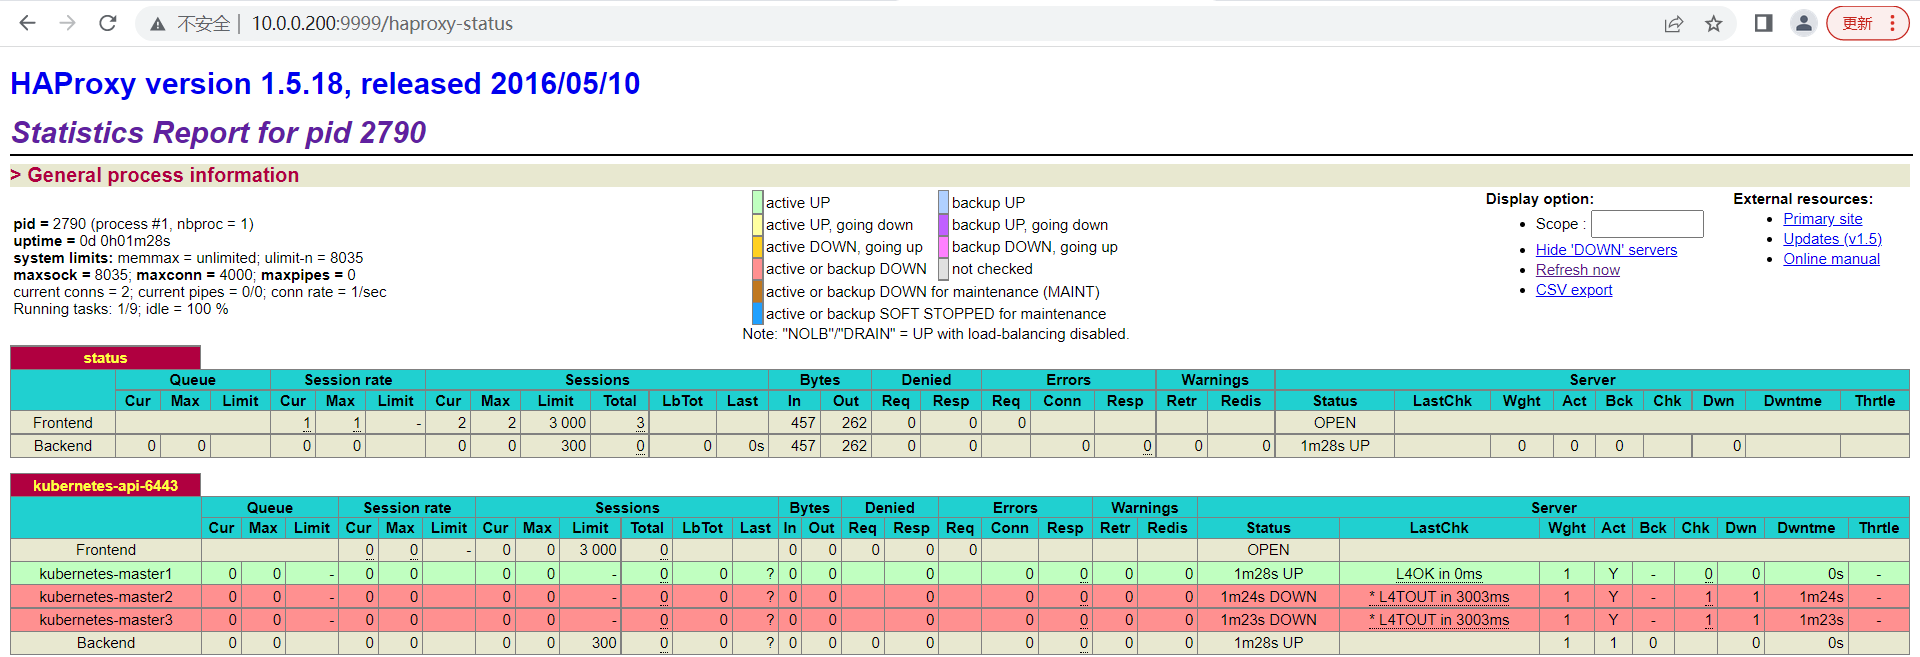 不安全 | 10.0.0.200:9999/haproxy-status 更新
HAProxy version 1.5.18, released 2016/05/10
Statistics Report for pid 2790
> General process information
pid = 2790 (process #1, nbproc = 1)
uptime = 0d 0h01m28s
system limits: memmax = unlimited; ulimit-n = 8035
maxsock = 8035; maxconn = 4000; maxpipes = 0
current conns = 2; current pipes = 0/0; conn rate = 1/sec
Running tasks: 1/9; idle = 100 %
active UP backup UP
active UP, going down backup UP, going down
active DOWN, going up backup DOWN, going up
active or backup DOWN not checked
active or backup DOWN for maintenance (MAINT)
active or backup SOFT STOPPED for maintenance
Note: "NOLB"/"DRAIN" = UP with load-balancing disabled.
Display option:
Scope :
Hide 'DOWN' servers
Refresh now
CSV export
External resources:
Primary site
Updates (v1.5)
Online manual
status
Queue Session rate Sessions Bytes Denied Errors Warnings Server
Cur Max Limit Cur Max Limit Cur Max Limit Total LbTot Last In Out Req Resp Req Conn Resp Retr Redis Status LastChk Wght Act Bck Chk Dwn Dwntme Thrtle
Frontend 1 1 - 2 2 3 000 3 457 262 0 0 0 OPEN
Backend 0 0 0 0 0 0 300 0 0 0s 457 262 0 0 0 0 0 0 1m28s UP 0 0 0 0
kubernetes-api-6443
Queue Session rate Sessions Bytes Denied Errors Warnings Server
Cur Max Limit Cur Max Limit Cur Max Limit Total LbTot Last In Out Req Resp Req Conn Resp Retr Redis Status LastChk Wght Act Bck Chk Dwn Dwntme Thrtle
Frontend 0 0 - 0 0 3 000 0 0 0 0 0 0 OPEN
kubernetes-master1 0 0 - 0 0 0 0 - 0 0 ? 0 0 0 0 0 0 0 1m28s UP L4OK in 0ms 1 Y - 0 0 0s -
kubernetes-master2 0 0 - 0 0 0 0 - 0 0 ? 0 0 0 0 0 0 0 1m24s DOWN * L4TOUT in 3003ms 1 Y - 1 1 1m24s -
kubernetes-master3 0 0 - 0 0 0 0 - 0 0 ? 0 0 0 0 0 0 0 1m23s DOWN * L4TOUT in 3003ms 1 Y - 1 1 1m23s -
Backend 0 0 0 0 0 0 300 0 0 ? 0 0 0 0 0 0 0 0 1m28s UP 1 1 0 0 0s